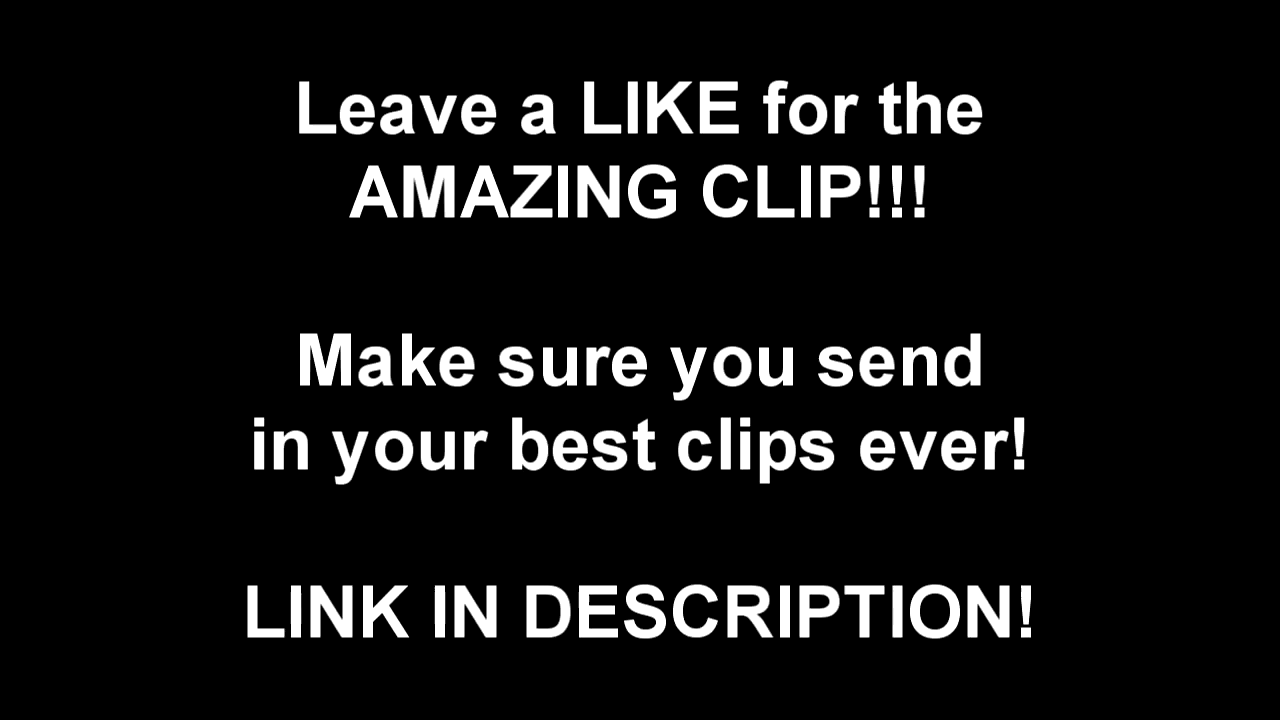 Leave a LIKE for the
AMAZING CLIP!!!
Make sure you send
in your best clips ever!
LINK IN DESCRIPTION!